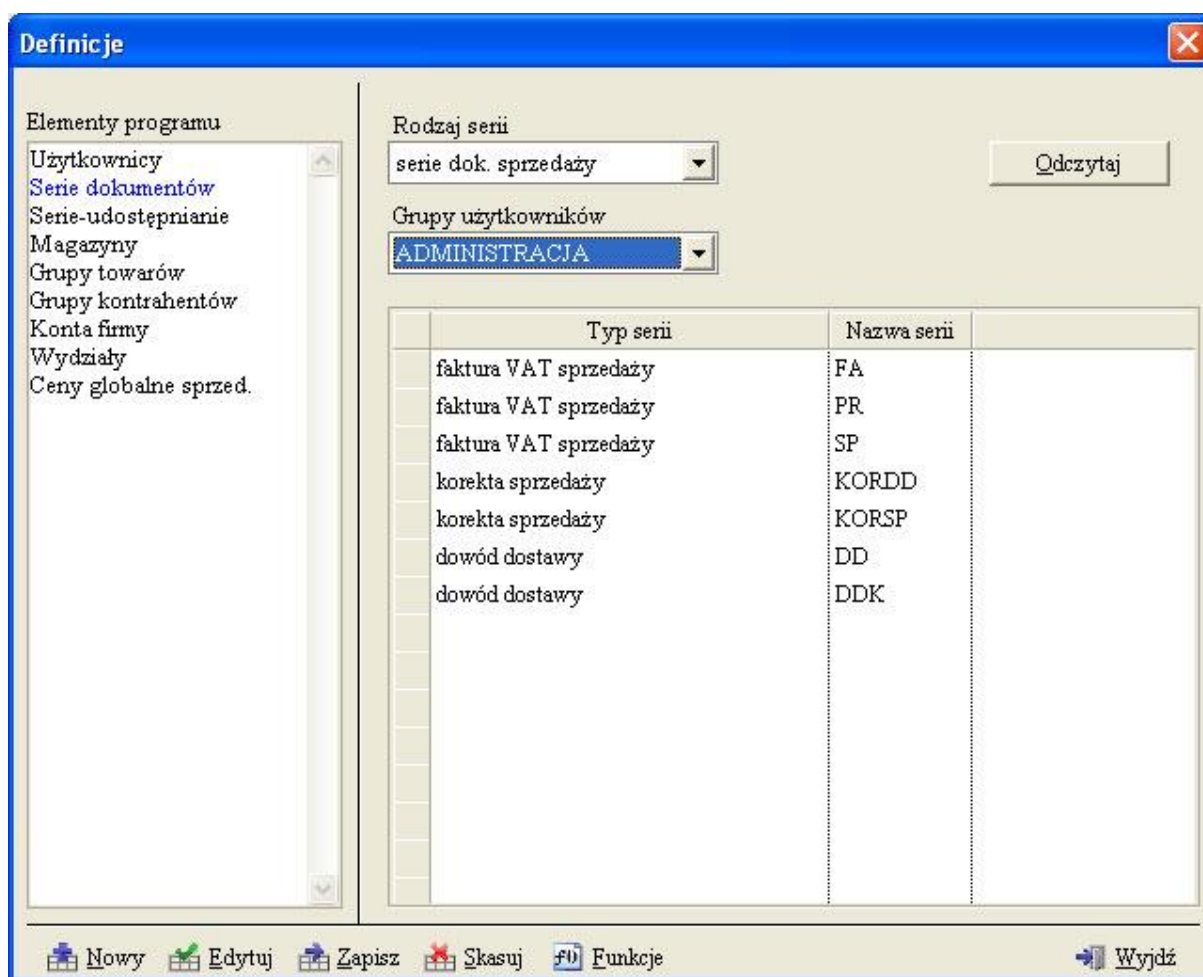 Definicje
Elementy programu
Użytkownicy
Serie dokumentów
Serie-udostępnianie
Magazyny
Grupy towarów
Grupy kontrahentów
Konta firmy
Wydziały
Ceny globalne sprzed.
Rodzaj serii
serie dok. sprzedaży
Odczytaj
Grupy użytkowników
ADMINISTRACJA
Typ serii Nazwa serii
faktura VAT sprzedaży FA
faktura VAT sprzedaży PR
faktura VAT sprzedaży SP
korekta sprzedaży KORDD
korekta sprzedaży KORSP
dowód dostawy DD
dowód dostawy DDK
Nowy Edytuj Zapisz Skasuj f() Funkcje Wyjdź